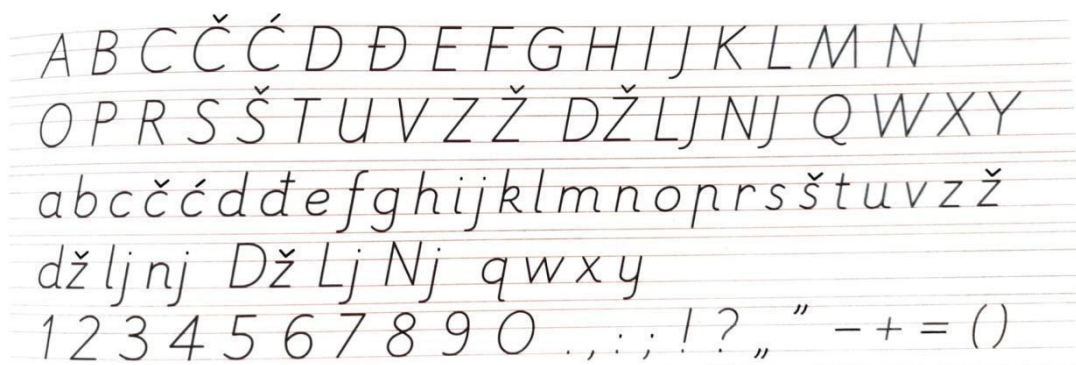 A B C Č Ć D Đ E F G H I J K L M N
O P R S Š T U V Z Ž DŽ LJ NJ Q W X Y
a b c č ć d đ e f g h i j k l m n o p r s š t u v z ž
dž lj nj Dž Lj Nj q w x y
1 2 3 4 5 6 7 8 9 0 . , : ; ! ? „ ” – + = ( )